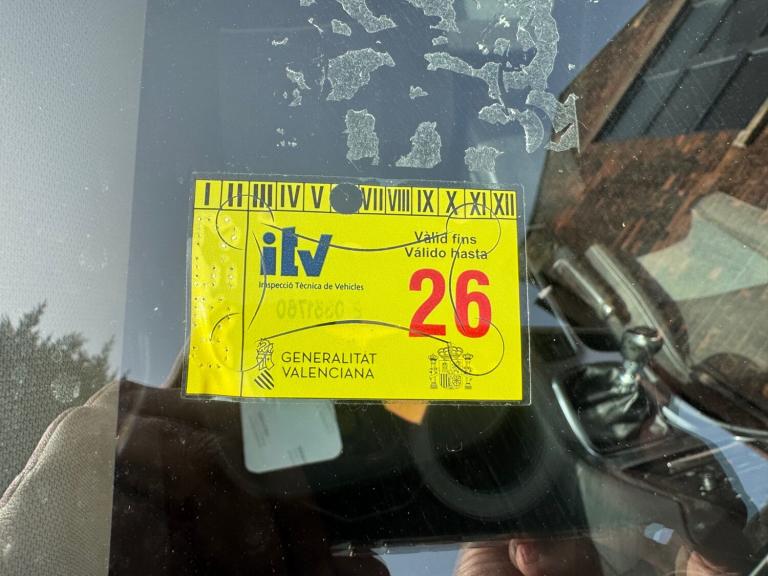 I II III IV V VII VIII IX X XI XII
itv
Inspecció Tècnica de Vehicles
Vàlid fins
Válido hasta
26
GENERALITAT
VALENCIANA